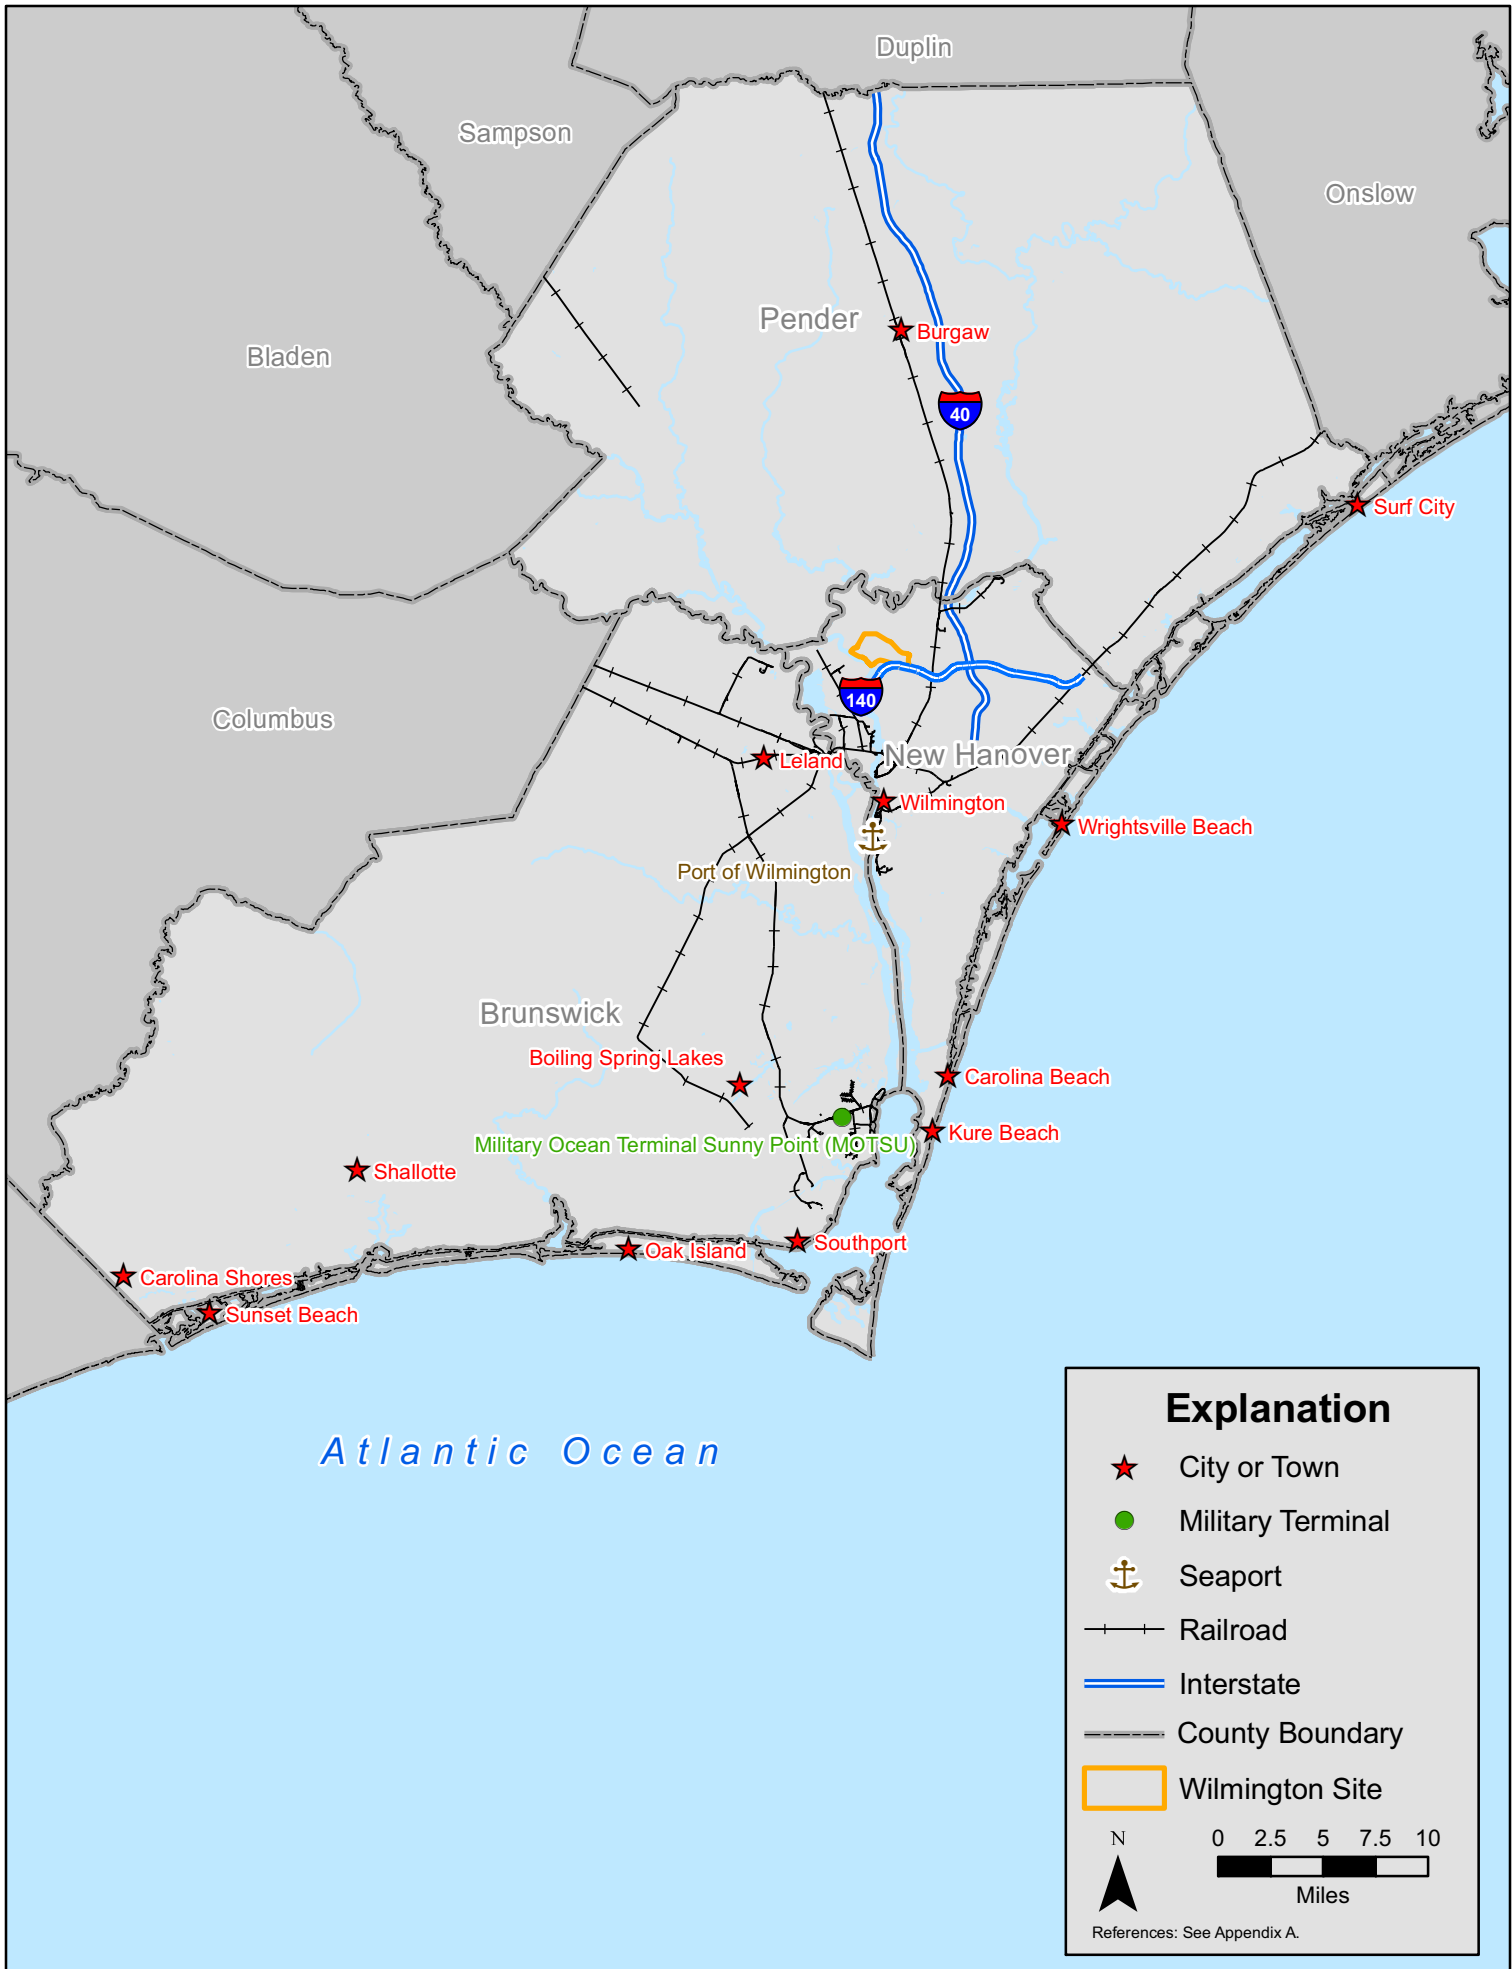 Duplin
Sampson
Onslow
Pender
Burgaw
Bladen
40
Surf City
Columbus
140
New Hanover
Leland
Wilmington
Wrightsville Beach
Port of Wilmington
Brunswick
Boiling Spring Lakes
Carolina Beach
Kure Beach
Military Ocean Terminal Sunny Point (MOTSU)
Shallotte
Southport
Oak Island
Carolina Shores
Sunset Beach
Atlantic Ocean
Explanation
City or Town
Military Terminal
Seaport
Railroad
Interstate
County Boundary
Wilmington Site
N
0 2.5 5 7.5 10
Miles
References: See Appendix A.